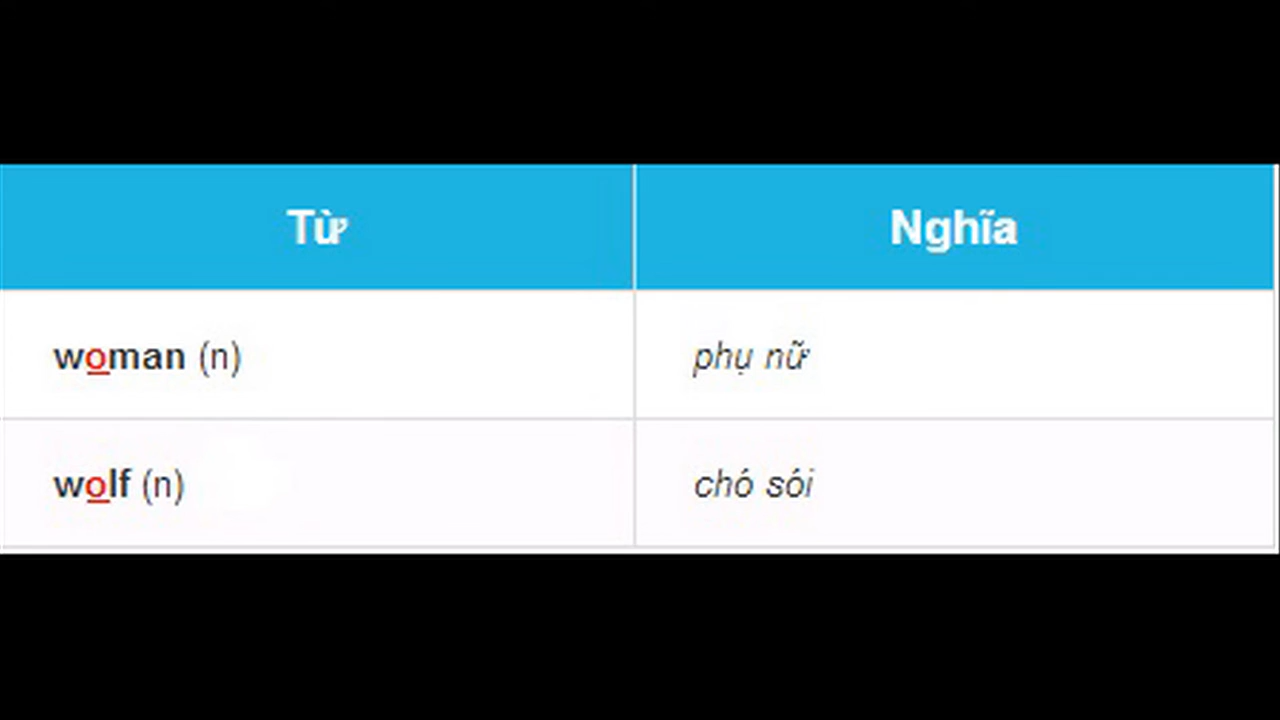 Từ Nghĩa
woman (n) phụ nữ
wolf (n) chó sói